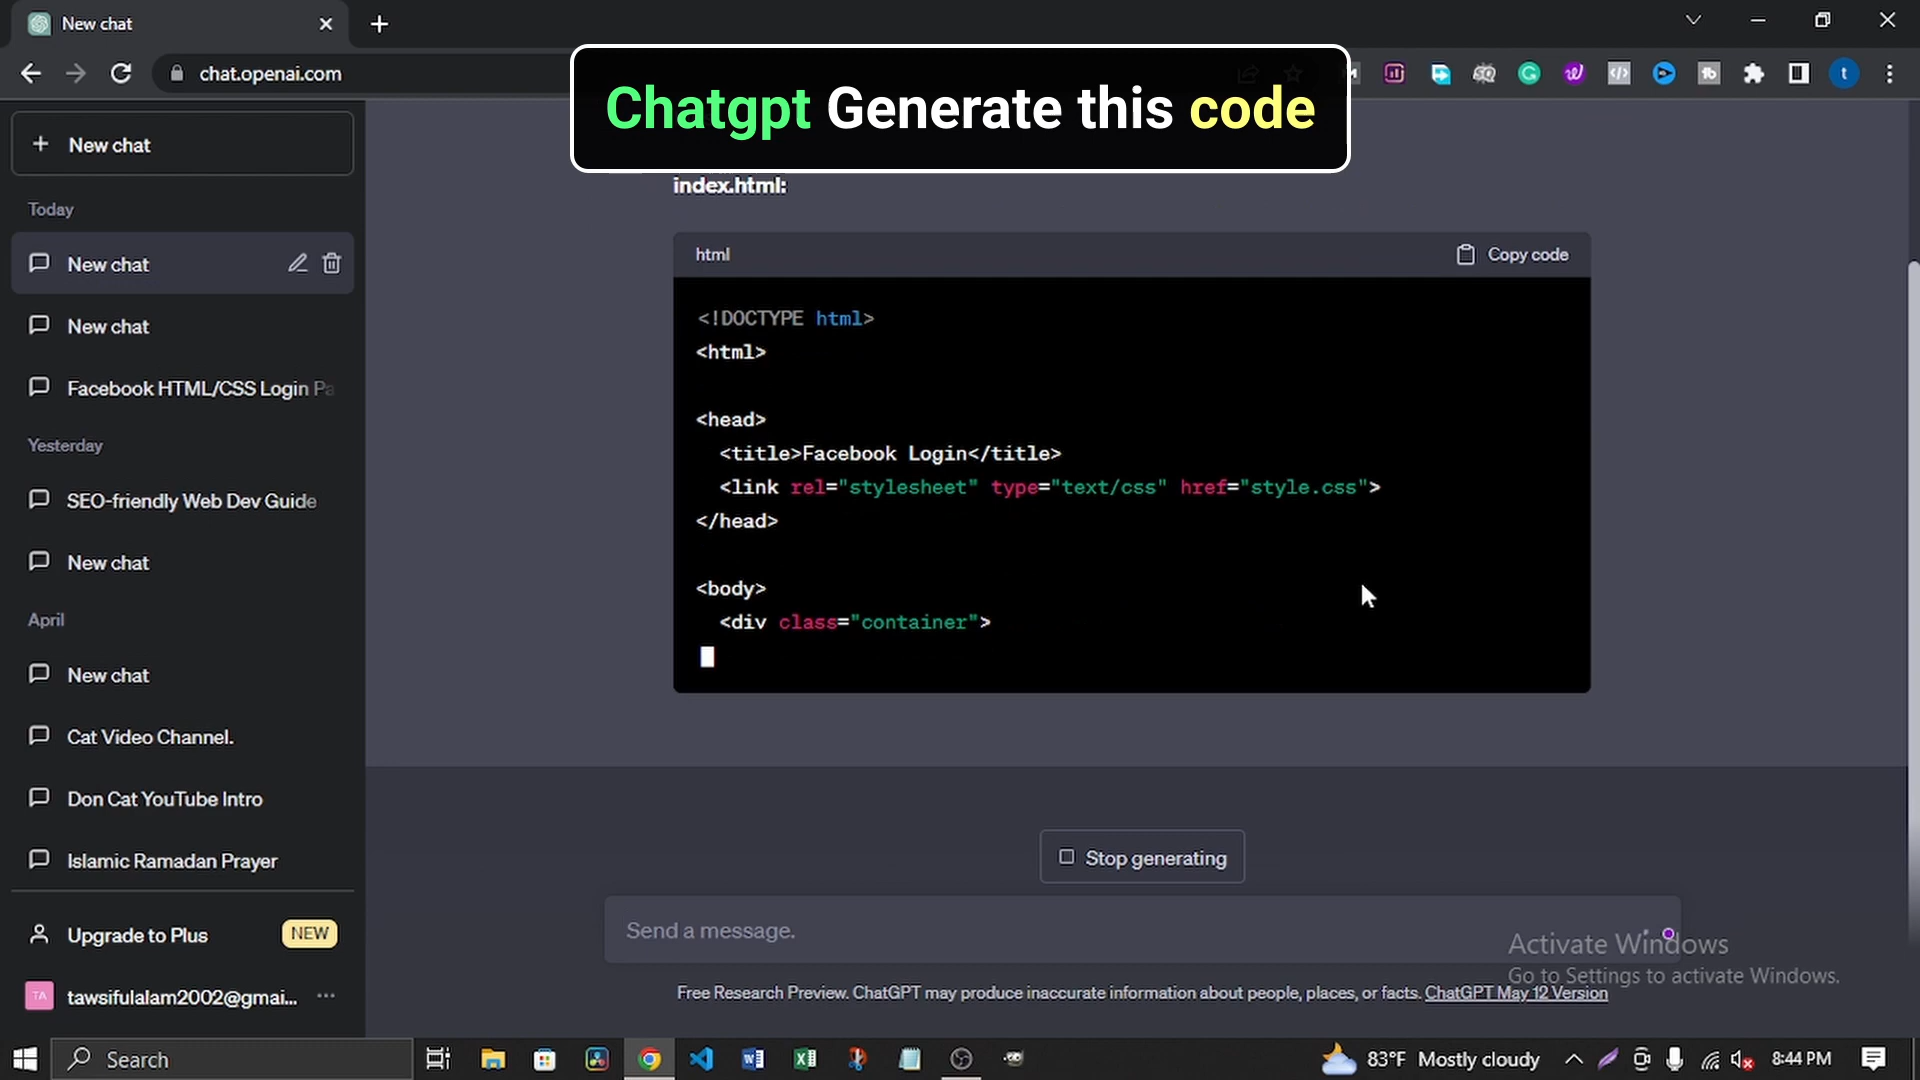 New chat
chat.openai.com
Chatgpt Generate this code
New chat
Today
New chat
New chat
Facebook HTML/CSS Login Pa
Yesterday
SEO-friendly Web Dev Guide
New chat
April
New chat
Cat Video Channel.
Don Cat YouTube Intro
Islamic Ramadan Prayer
Upgrade to Plus NEW
TA tawsifulalam2002@gmai...
index.html:
html Copy code
<!DOCTYPE html>
<html>
<head>
<title>Facebook Login</title>
<link rel="stylesheet" type="text/css" href="style.css">
</head>
<body>
<div class="container">
Stop generating
Send a message.
Activate Windows
Go to Settings to activate Windows.
Free Research Preview. ChatGPT may produce inaccurate information about people, places, or facts. ChatGPT May 12 Version
Search
83°F Mostly cloudy
8:44 PM